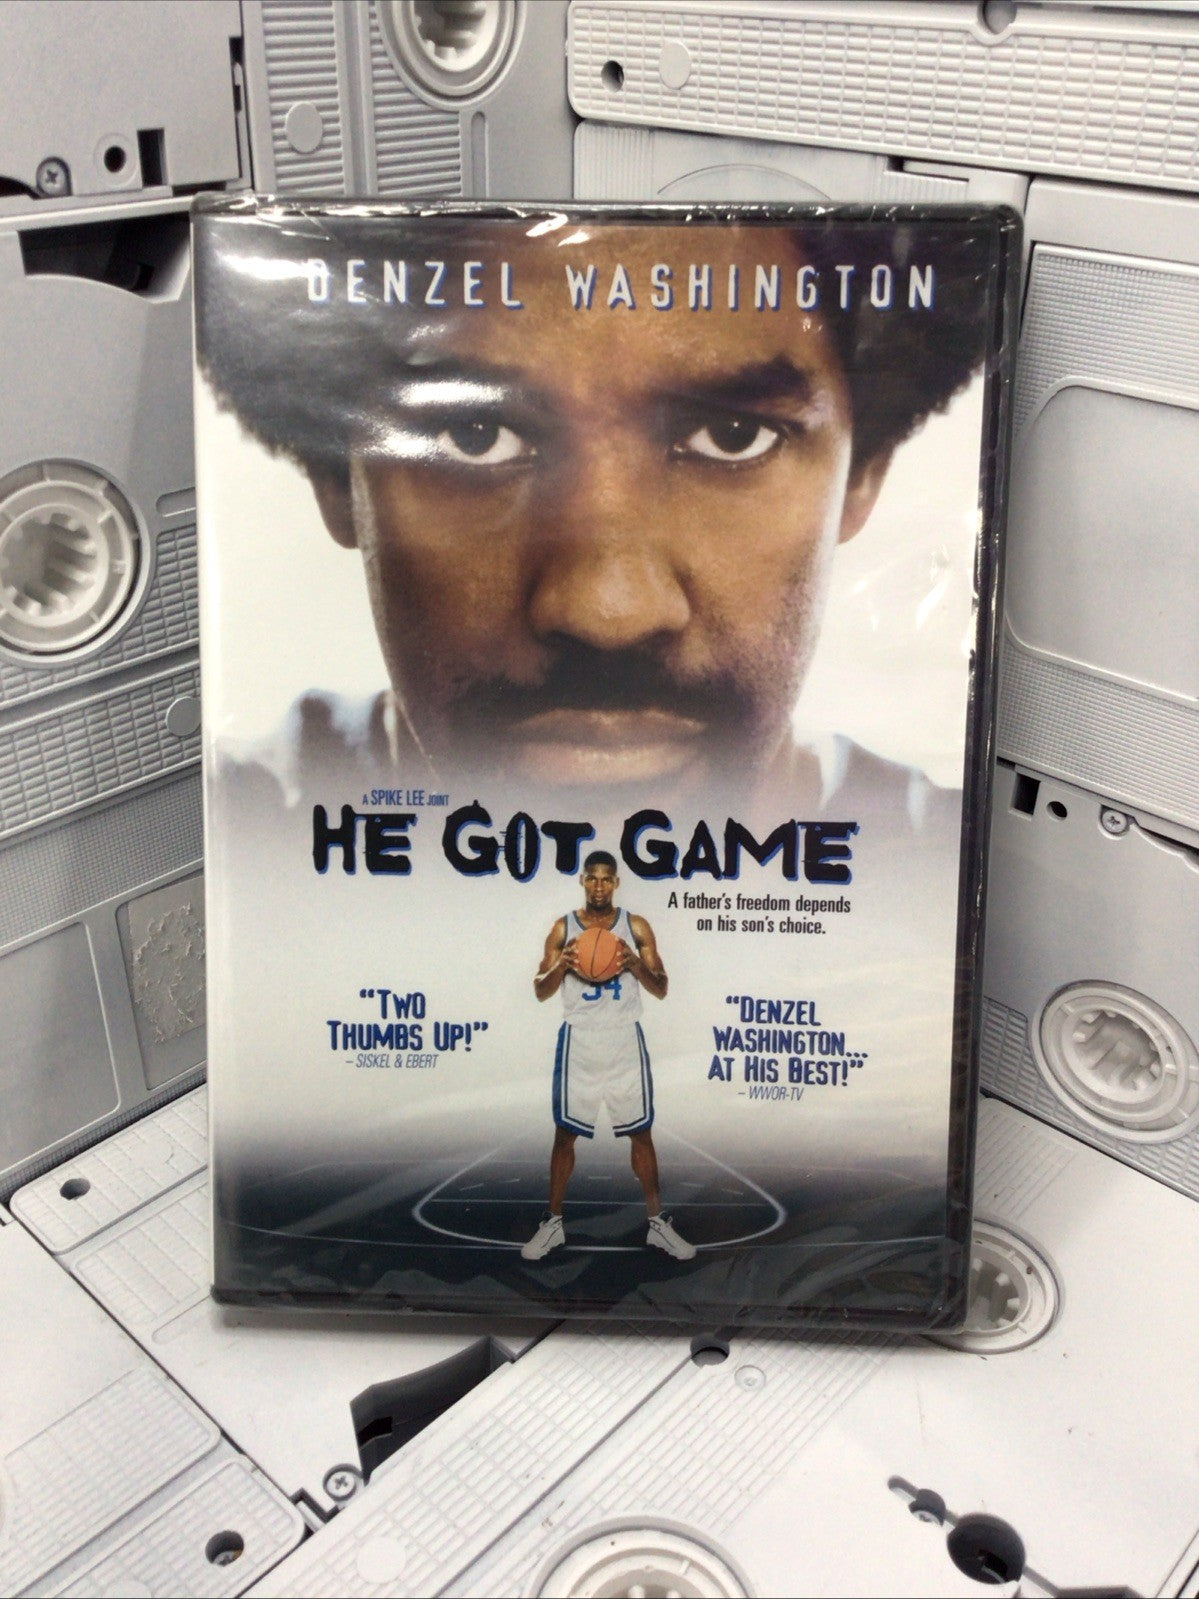 DENZEL WASHINGTON
A SPIKE LEE JOINT
HE GOT GAME
A father's freedom depends
on his son's choice.
34
"TWO
THUMBS UP!"
– SISKEL & EBERT
"DENZEL
WASHINGTON...
AT HIS BEST!"
– WWOR-TV